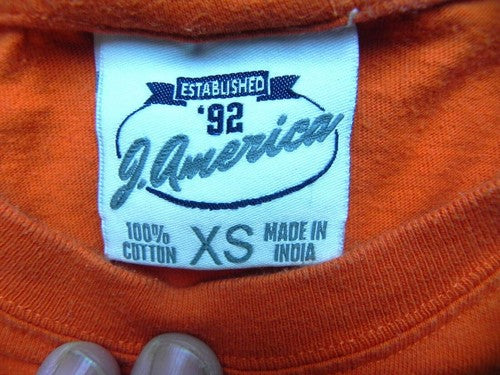 ESTABLISHED
'92
J. America
100% COTTON
XS
MADE IN INDIA